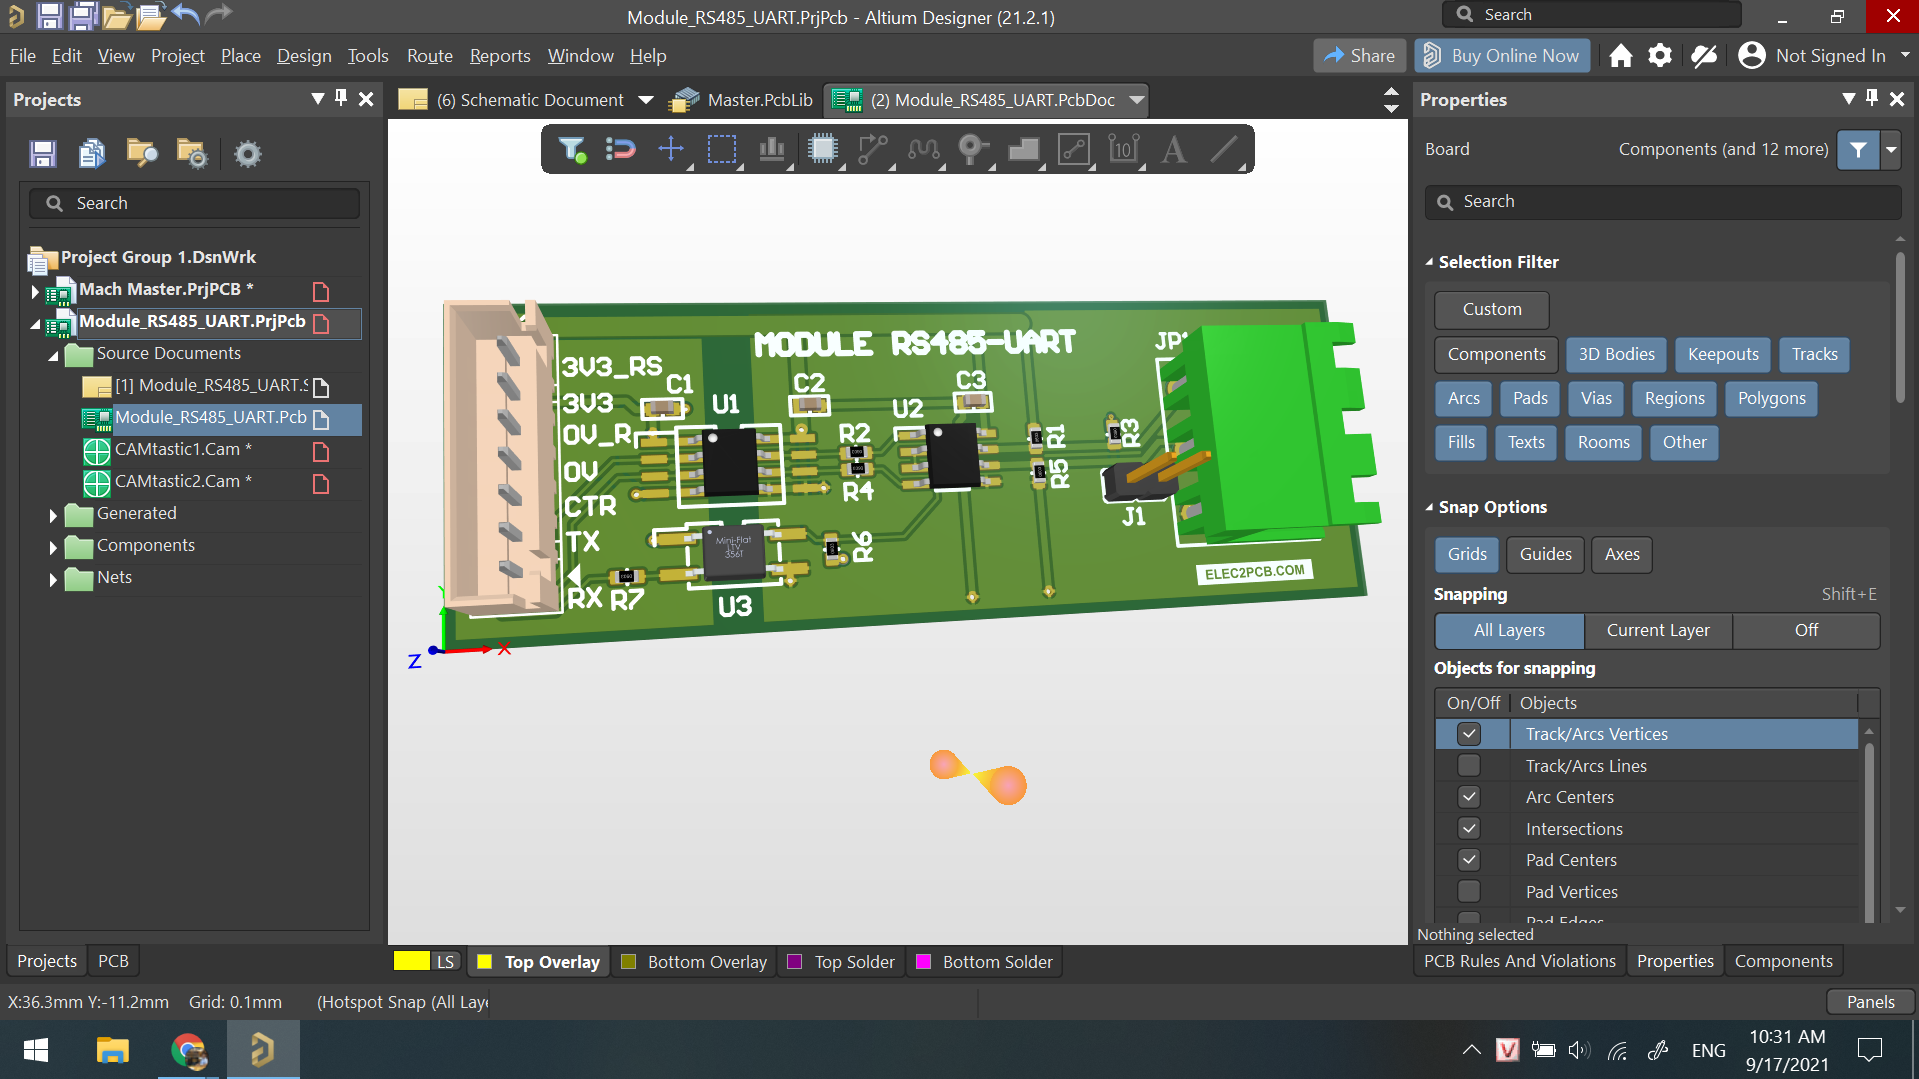 Module_RS485_UART.PrjPcb - Altium Designer (21.2.1)
Search
File Edit View Project Place Design Tools Route Reports Window Help
Share
Buy Online Now
Not Signed In
Projects
(6) Schematic Document
Master.PcbLib
(2) Module_RS485_UART.PcbDoc
Properties
Search
Project Group 1.DsnWrk
Mach Master.PrjPCB *
Module_RS485_UART.PrjPcb
Source Documents
[1] Module_RS485_UART.S
Module_RS485_UART.Pcb
CAMtastic1.Cam *
CAMtastic2.Cam *
Generated
Components
Nets
10
A
MODULE RS485-UART
JP1
3V3_RS
3V3
0V_R
0V
CTR
TX
RX
C1
C2
C3
U1
U2
R2
R4
R1
R5
R3
J1
R6
R7
U3
Mini-Flat
LTV
356T
ELEC2PCB.COM
Y
Z
X
Board
Components (and 12 more)
Search
Selection Filter
Custom
Components 3D Bodies Keepouts Tracks
Arcs Pads Vias Regions Polygons
Fills Texts Rooms Other
Snap Options
Grids Guides Axes
Snapping Shift+E
All Layers Current Layer Off
Objects for snapping
On/Off Objects
Track/Arcs Vertices
Track/Arcs Lines
Arc Centers
Intersections
Pad Centers
Pad Vertices
Pad Edges
Nothing selected
Projects PCB
LS
Top Overlay
Bottom Overlay
Top Solder
Bottom Solder
PCB Rules And Violations Properties Components
X:36.3mm Y:-11.2mm Grid: 0.1mm (Hotspot Snap (All Laye
Panels
V
ENG
10:31 AM
9/17/2021